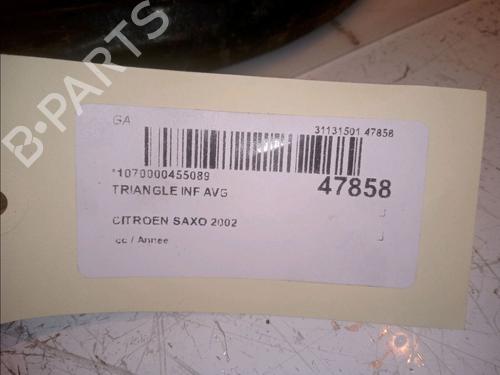 B-PARTS
GA
31131501 47858
*1070000455089
47858
TRIANGLE INF AVG
CITROEN SAXO 2002
cc / Annee